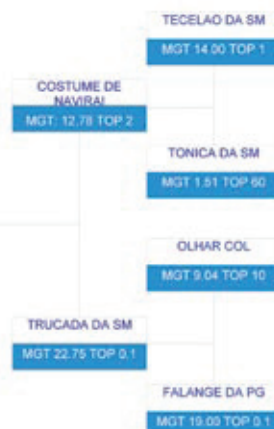 TECELAO DA SM
MGT 14.00 TOP 1
COSTUME DE
NAVIRAI
MGT: 12.78 TOP 2
TONICA DA SM
MGT 1.51 TOP 60
OLHAR COL
MGT 9.04 TOP 10
TRUCADA DA SM
MGT 22.75 TOP 0.1
FALANGE DA PG
MGT 19.00 TOP 0.1